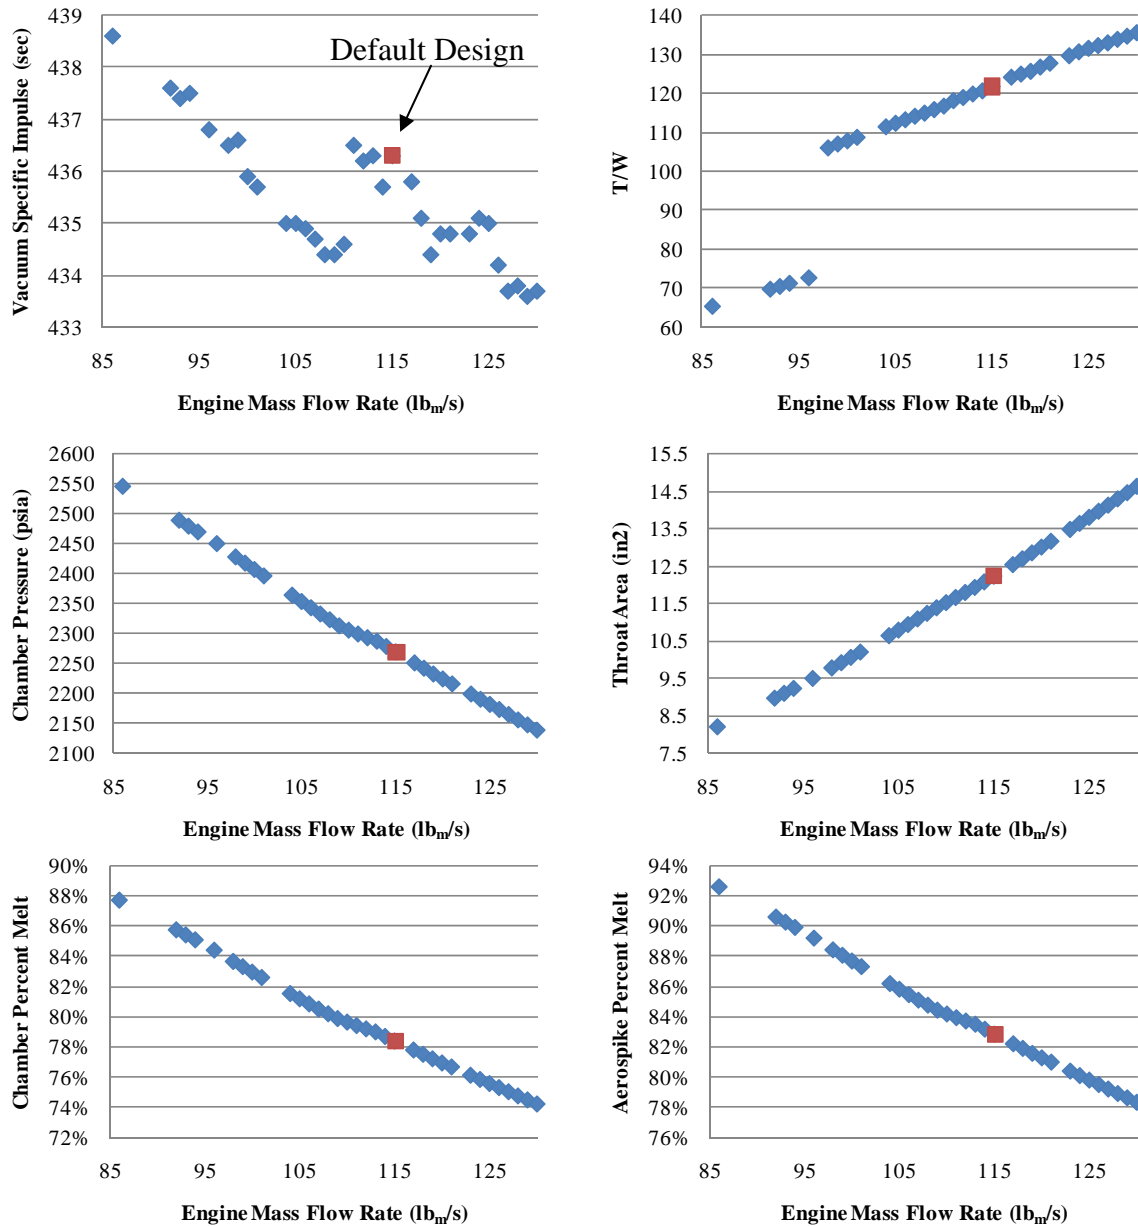 Vacuum Specific Impulse (sec)
439
438
437
436
435
434
433
Default Design
85 95 105 115 125
Engine Mass Flow Rate (lbm/s)
T/W
140
130
120
110
100
90
80
70
60
85 95 105 115 125
Engine Mass Flow Rate (lbm/s)
Chamber Pressure (psia)
2600
2550
2500
2450
2400
2350
2300
2250
2200
2150
2100
85 95 105 115 125
Engine Mass Flow Rate (lbm/s)
Throat Area (in2)
15.5
14.5
13.5
12.5
11.5
10.5
9.5
8.5
7.5
85 95 105 115 125
Engine Mass Flow Rate (lbm/s)
Chamber Percent Melt
90%
88%
86%
84%
82%
80%
78%
76%
74%
72%
85 95 105 115 125
Engine Mass Flow Rate (lbm/s)
Aerospike Percent Melt
94%
92%
90%
88%
86%
84%
82%
80%
78%
76%
85 95 105 115 125
Engine Mass Flow Rate (lbm/s)